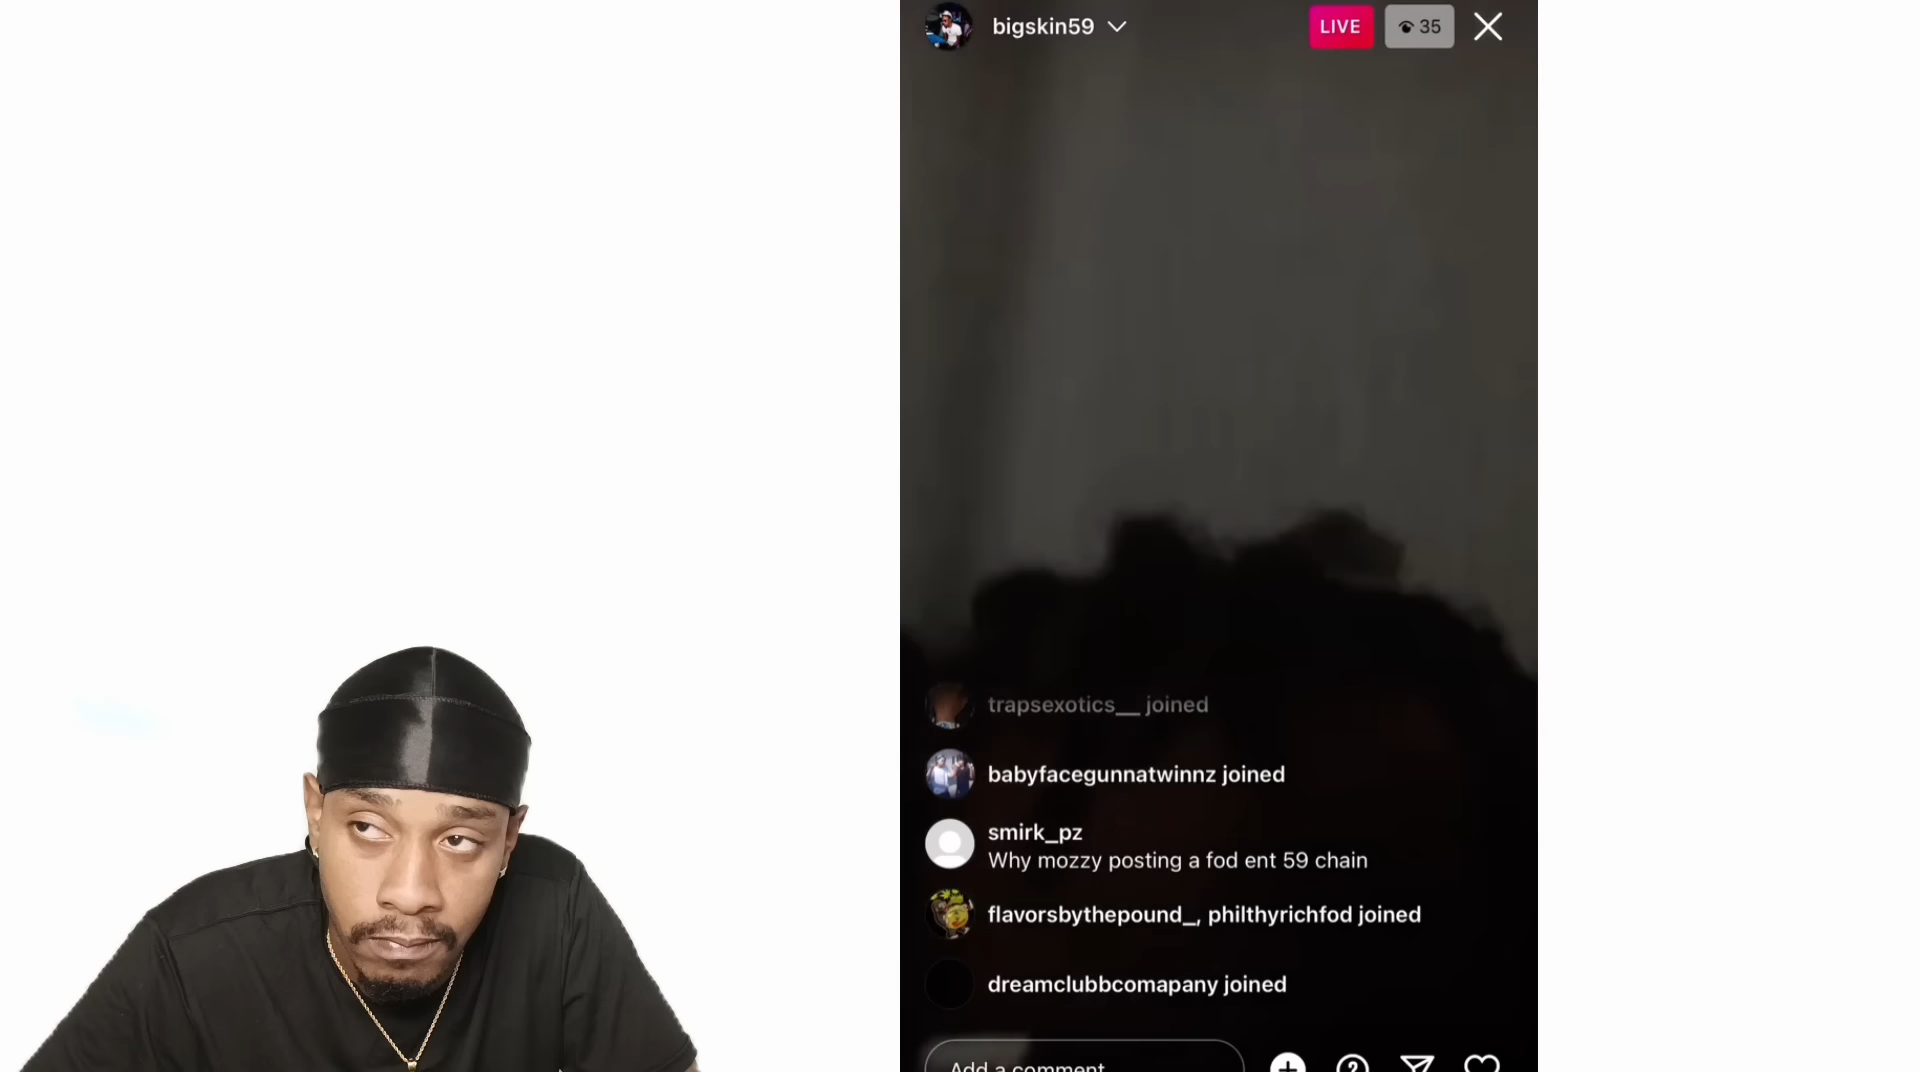 bigskin59
LIVE
35
trapsexotics__ joined
babyfacegunnatwinnz joined
smirk_pz
Why mozzy posting a fod ent 59 chain
flavorsbythepound_, philthyrichfod joined
dreamclubbcomapany joined
Add a comment